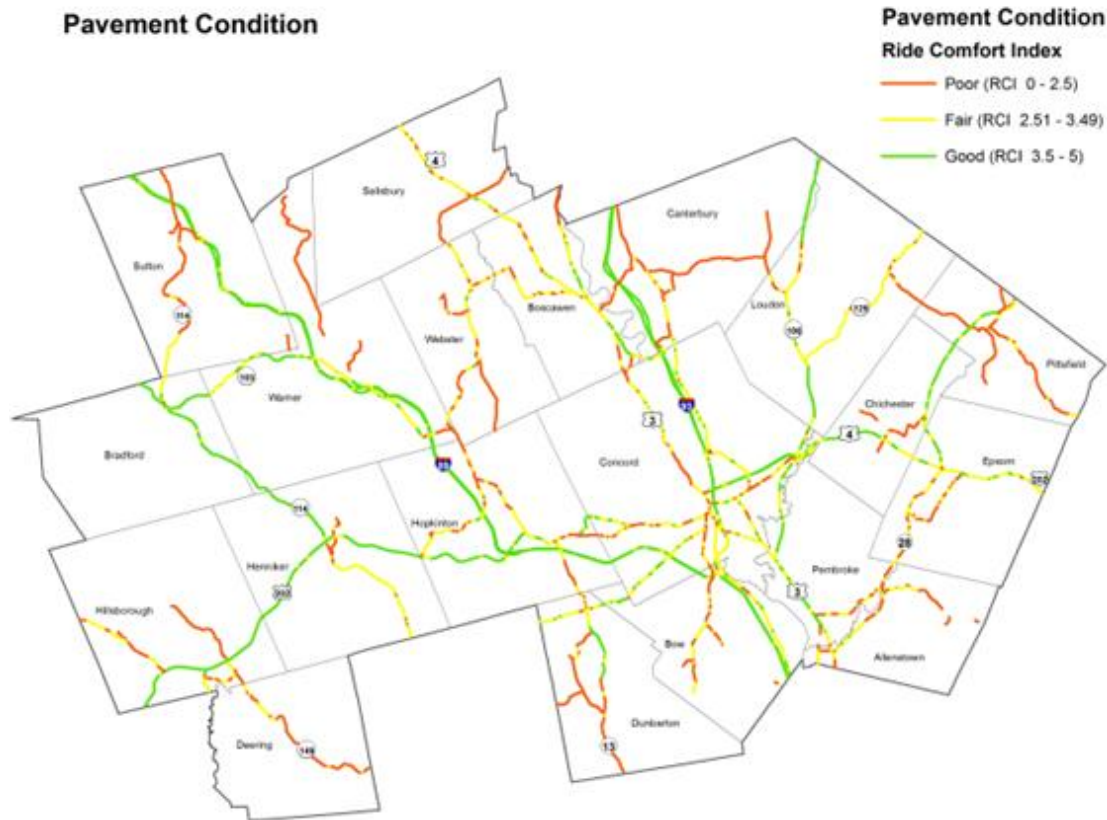 Pavement Condition
Pavement Condition
Ride Comfort Index
Poor (RCI 0 - 2.5)
Fair (RCI 2.51 - 3.49)
Good (RCI 3.5 - 5)
4
Salisbury
Canterbury
Sutton
114
Loudon
106
129
Boscawen
Webster
Pittsfield
103
Warner
Chichester
93
3
4
Bradford
Concord
Epsom
202
89
114
Hopkinton
28
Henniker
202
Pembroke
3
Hillsborough
Bow
Allenstown
Dunbarton
Deering
149
13